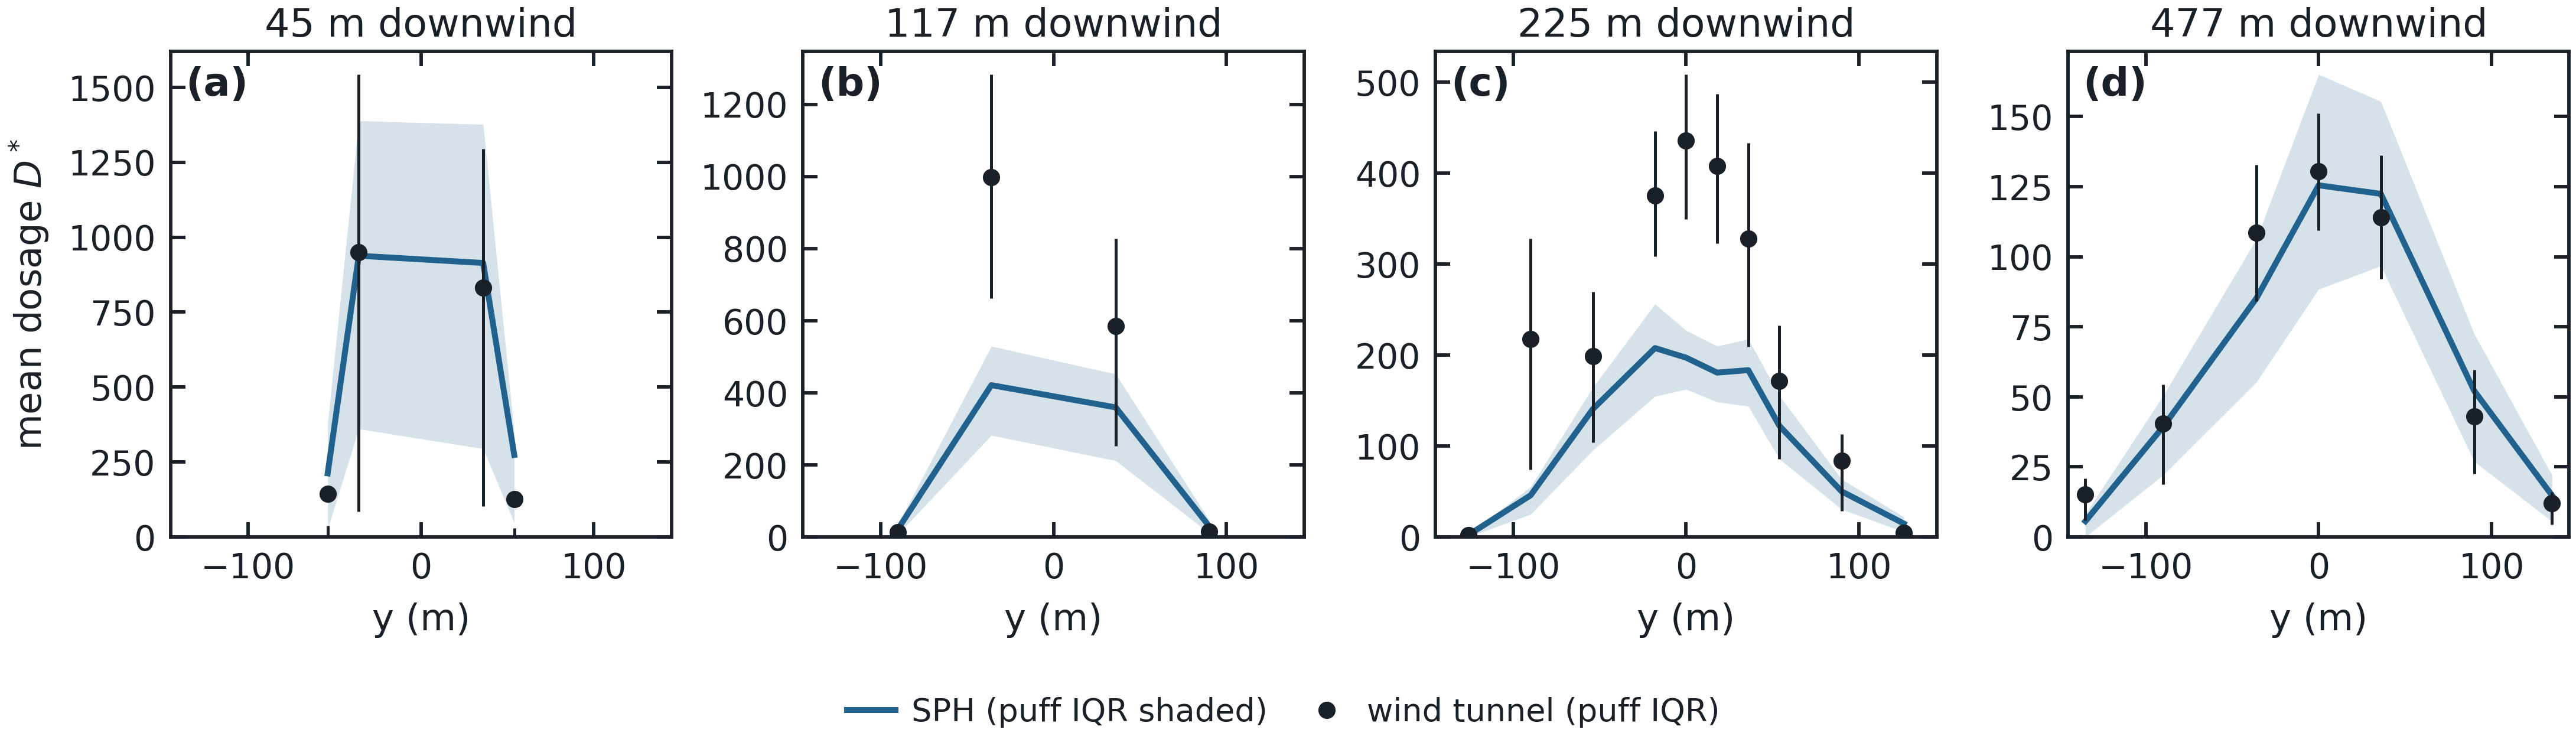 45 m downwind
117 m downwind
225 m downwind
477 m downwind
(a)
(b)
(c)
(d)
mean dosage D*
1500
1250
1000
750
500
250
0
1200
1000
800
600
400
200
0
500
400
300
200
100
0
150
125
100
75
50
25
0
−100 0 100
−100 0 100
−100 0 100
−100 0 100
y (m)
y (m)
y (m)
y (m)
SPH (puff IQR shaded)
wind tunnel (puff IQR)